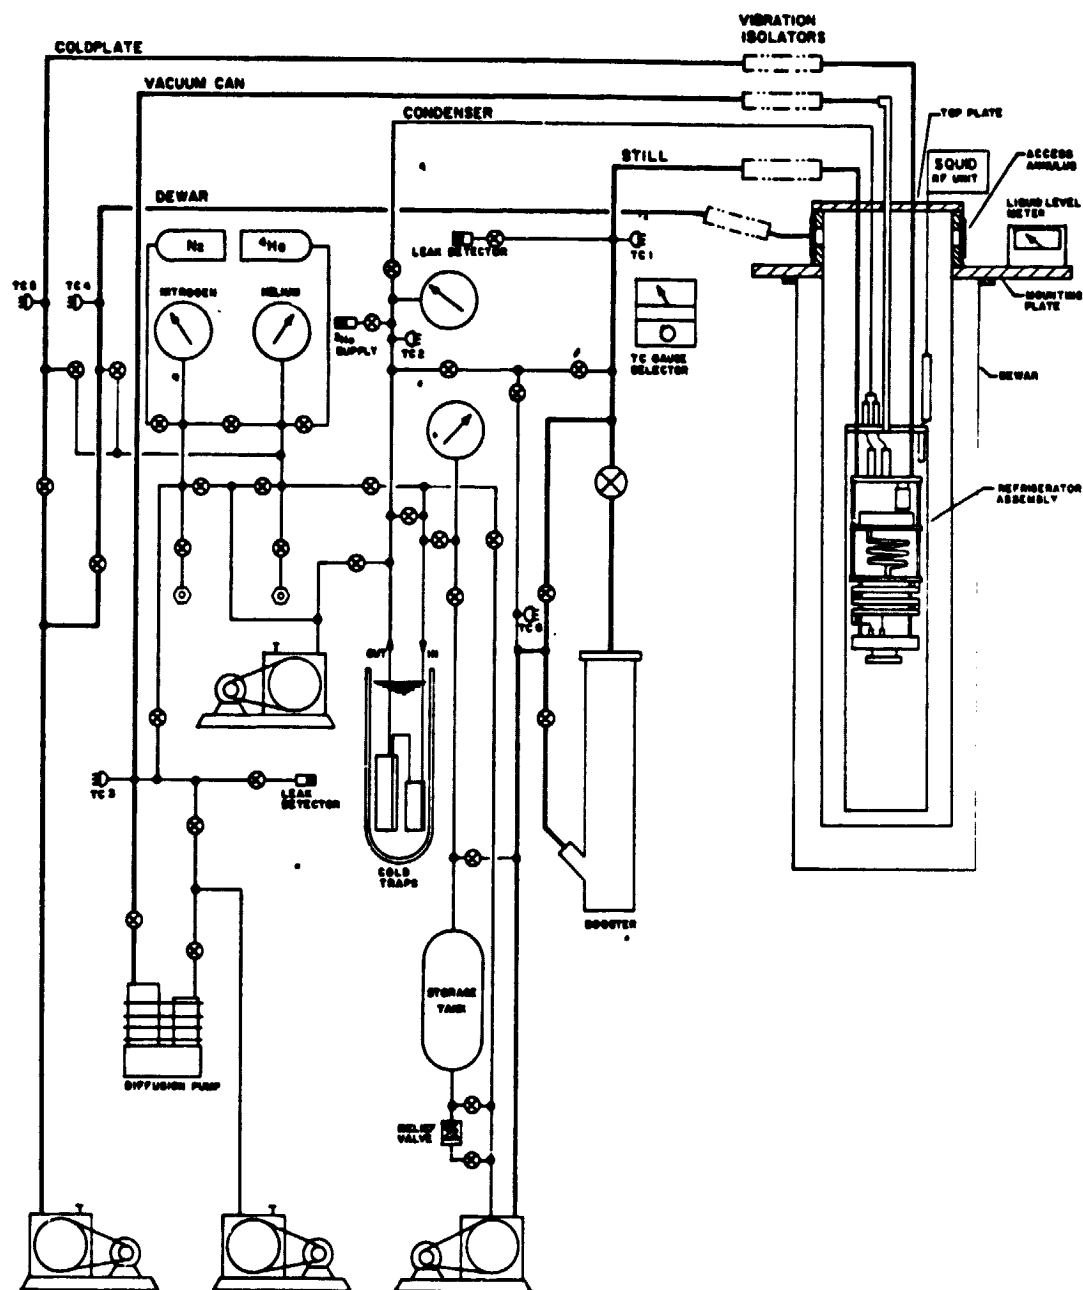 VIBRATION
ISOLATORS
COLDPLATE
VACUUM CAN
CONDENSER
TOP PLATE
STILL
SQUID
RF UNIT
ACCESS
ANNULUS
DEWAR
LIQUID LEVEL
METER
N2
4He
LEAK
DETECTOR
TC 1
TC 5
TC 4
NITROGEN
HELIUM
3He
SUPPLY
TC 2
TC GAUGE
SELECTOR
MOUNTING
PLATE
DEWAR
REFRIGERATOR
ASSEMBLY
TC 6
OUT
IN
TC 3
LEAK
DETECTOR
COLD
TRAPS
BOOSTER
STORAGE
TANK
DIFFUSION PUMP
RELIEF
VALVE